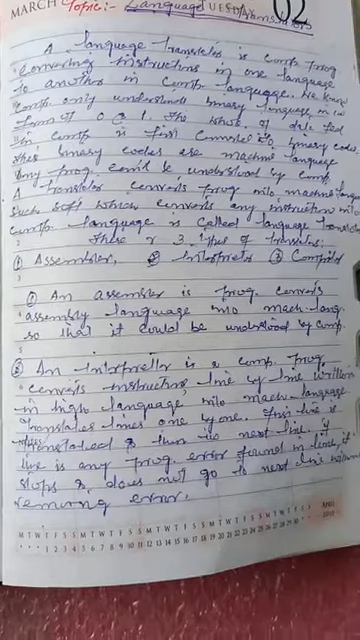 MARCH TUESDAY 02
Topic:- Language Translators
A language translator is comp prog.
converting instructions in one language
to another in comp language. We know
comp. only understands binary language in
form of 0 & 1. The of data fed
in comp is first converted to binary codes.
this binary codes are machine language
Any prog. can't be understood by comp.
A translator converts prog into machine language
Such soft which converts any instruction into
comp language is called language translator
There r 3 types of translators:
① Assembler, ② Interpreter ③ Compiler
① An assembler is prog. convers
assembly language into mach. lang.
so that it could be understood by comp.
② An Interpreter is a comp. prog
converts instruction, line by line written
in high language into mach-language
Translates lines one by one. First line is
translated & then to next line. if
there is any prog. error found in line, it
stops & does not go to next line without
removing error.
M T W T F S S M T W T F S S M T W T F S S M T W T F S S M T W T F S APRIL
1 2 3 4 5 6 7 8 9 10 11 12 13 14 15 16 17 18 19 20 21 22 23 24 25 26 27 28 29 30